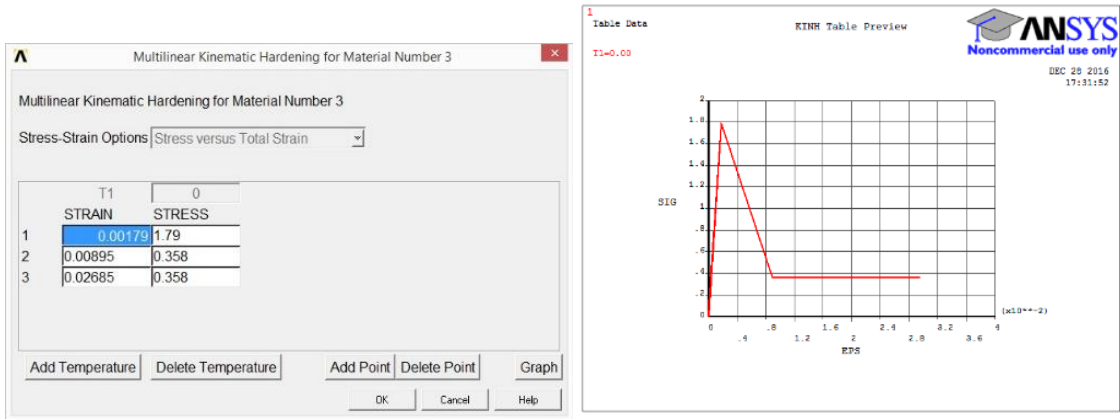 Multilinear Kinematic Hardening for Material Number 3
Multilinear Kinematic Hardening for Material Number 3
Stress-Strain Options Stress versus Total Strain
T1 0
STRAIN STRESS
1 0.00179 1.79
2 0.00895 0.358
3 0.02685 0.358
Add Temperature Delete Temperature Add Point Delete Point Graph
OK Cancel Help
1
Table Data
KINH Table Preview
ANSYS
Noncommercial use only
T1=0.00
DEC 28 2016
17:31:52
2
1.8
1.6
1.4
1.2
SIG
1
.8
.6
.4
.2
0
(x10**-2)
0 .8 1.6 2.4 3.2 4
.4 1.2 2.0 2.8 3.6
EPS